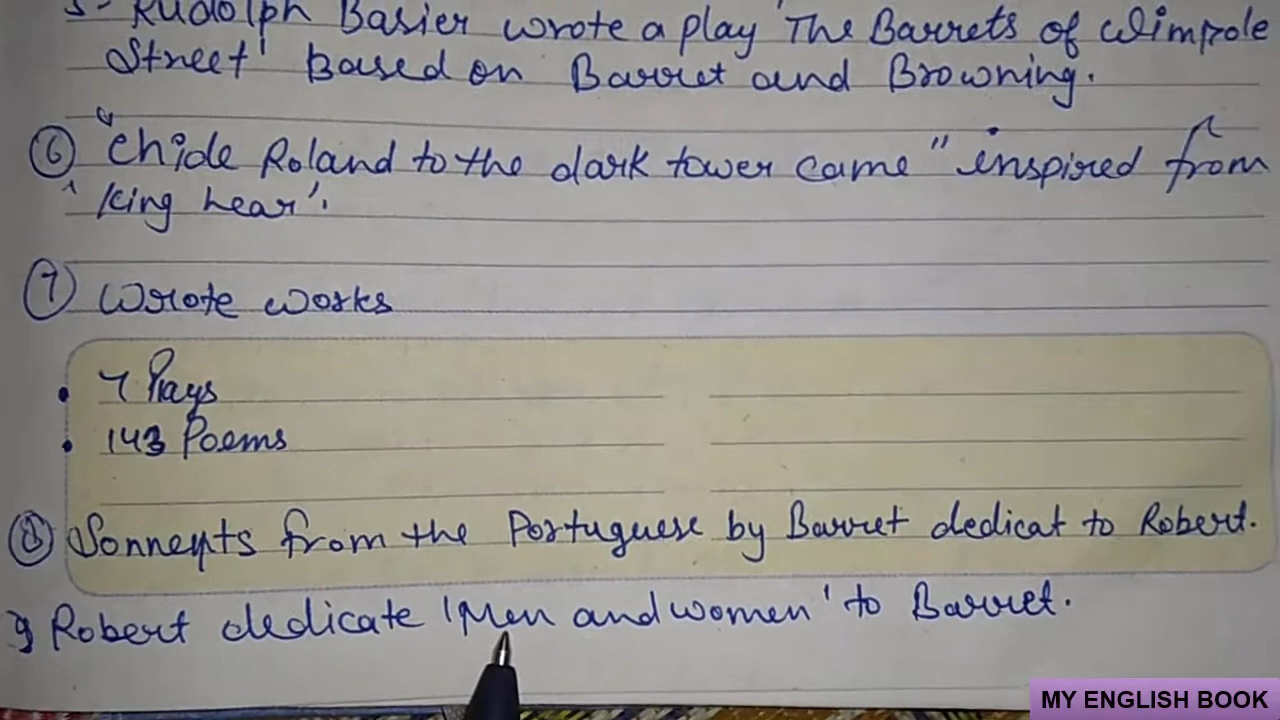 5- Rudolph Basier wrote a play 'The Barrets of Wimpole
Street' Based on Barret and Browning.
⑥ "Chide Roland to the dark tower came" inspired from
'King Lear'.
⑦ Wrote works
• 7 Plays
• 143 Poems
⑧ Sonnents from the Portuguese by Barret dedicat to Robert.
9 Robert dedicate 'Men and women' to Barret.
MY ENGLISH BOOK